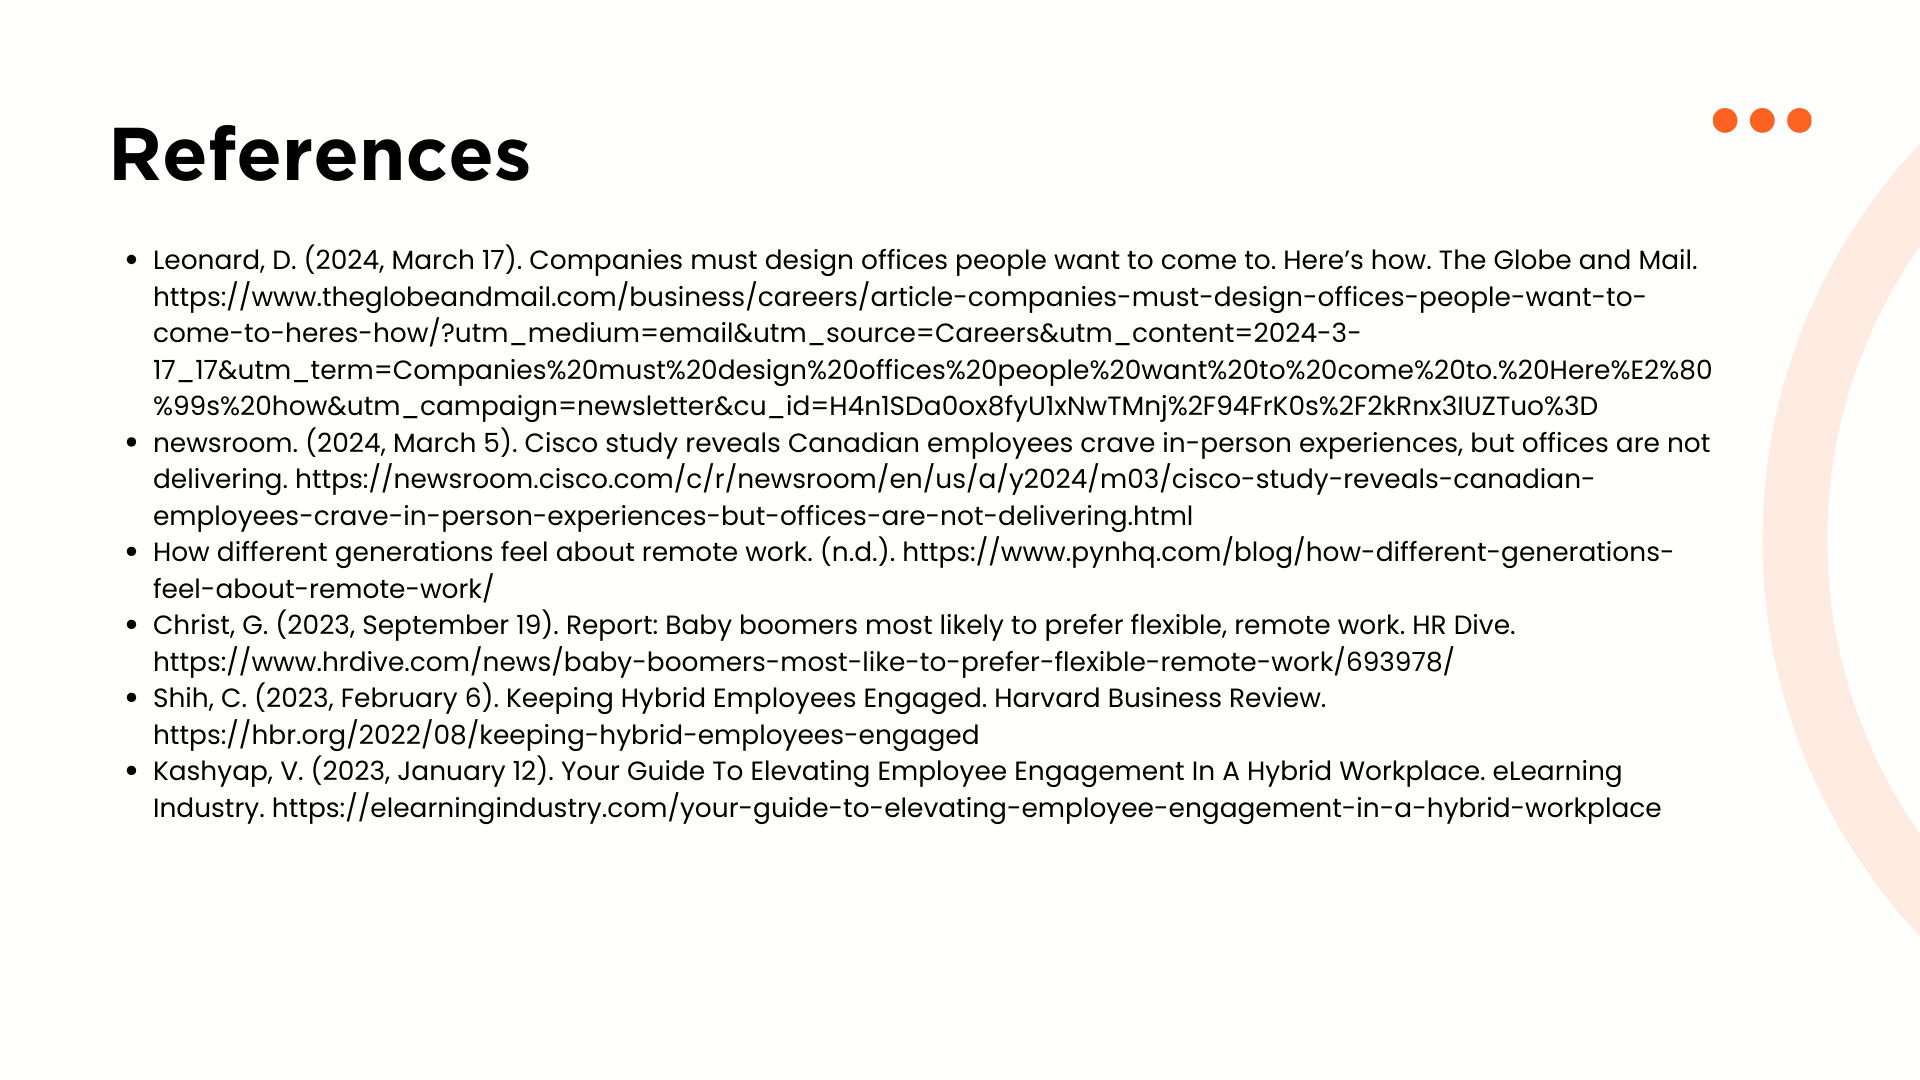 References
• Leonard, D. (2024, March 17). Companies must design offices people want to come to. Here’s how. The Globe and Mail.
https://www.theglobeandmail.com/business/careers/article-companies-must-design-offices-people-want-to-
come-to-heres-how/?utm_medium=email&utm_source=Careers&utm_content=2024-3-
17_17&utm_term=Companies%20must%20design%20offices%20people%20want%20to%20come%20to.%20Here%E2%80
%99s%20how&utm_campaign=newsletter&cu_id=H4n1SDa0ox8fyU1xNwTMnj%2F94FrK0s%2F2kRnx3IUZTuo%3D
• newsroom. (2024, March 5). Cisco study reveals Canadian employees crave in-person experiences, but offices are not
delivering. https://newsroom.cisco.com/c/r/newsroom/en/us/a/y2024/m03/cisco-study-reveals-canadian-
employees-crave-in-person-experiences-but-offices-are-not-delivering.html
• How different generations feel about remote work. (n.d.). https://www.pynhq.com/blog/how-different-generations-
feel-about-remote-work/
• Christ, G. (2023, September 19). Report: Baby boomers most likely to prefer flexible, remote work. HR Dive.
https://www.hrdive.com/news/baby-boomers-most-like-to-prefer-flexible-remote-work/693978/
• Shih, C. (2023, February 6). Keeping Hybrid Employees Engaged. Harvard Business Review.
https://hbr.org/2022/08/keeping-hybrid-employees-engaged
• Kashyap, V. (2023, January 12). Your Guide To Elevating Employee Engagement In A Hybrid Workplace. eLearning
Industry. https://elearningindustry.com/your-guide-to-elevating-employee-engagement-in-a-hybrid-workplace